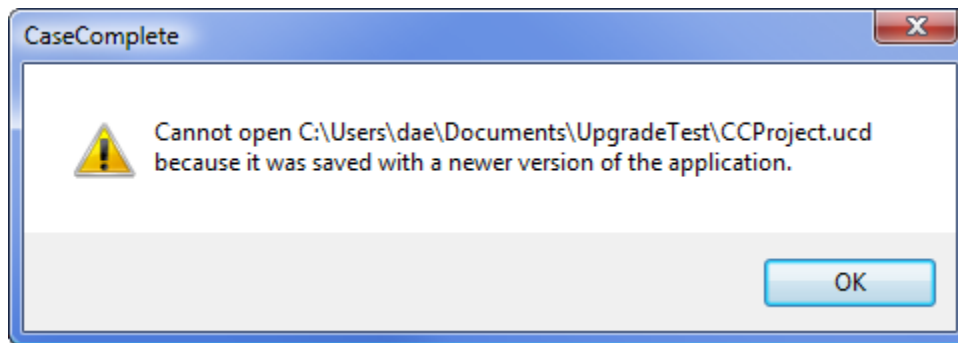 CaseComplete
Cannot open C:\Users\dae\Documents\UpgradeTest\CCProject.ucd
because it was saved with a newer version of the application.
OK